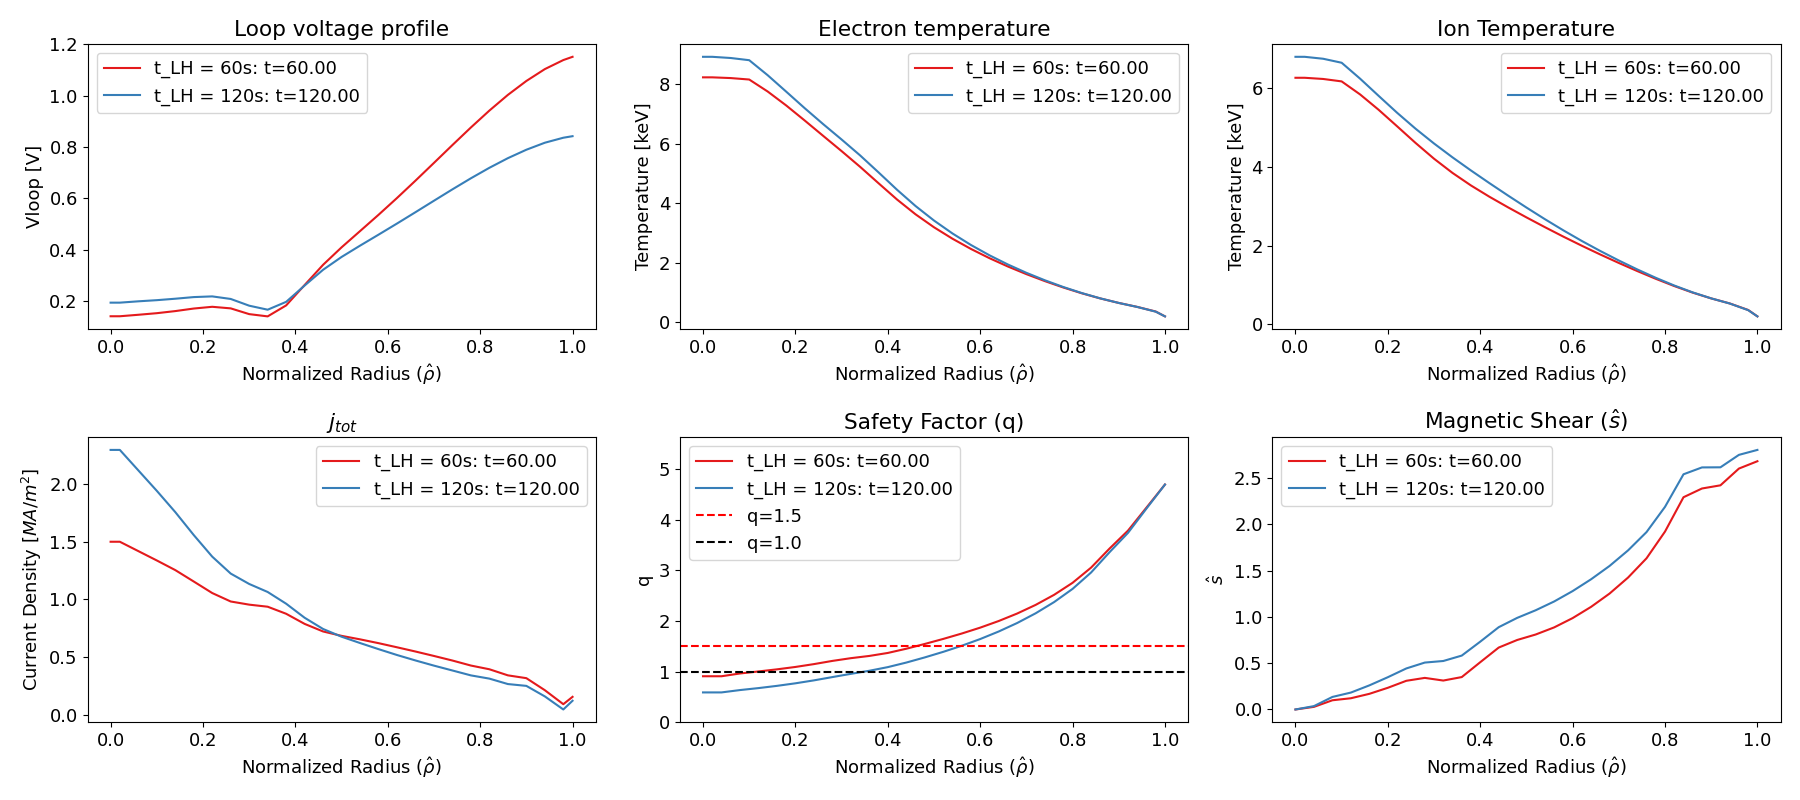 Loop voltage profile
Vloop [V]
1.2
1.0
0.8
0.6
0.4
0.2
t_LH = 60s: t=60.00
t_LH = 120s: t=120.00
0.0 0.2 0.4 0.6 0.8 1.0
Normalized Radius (ρ̂)
Electron temperature
Temperature [keV]
8
6
4
2
0
t_LH = 60s: t=60.00
t_LH = 120s: t=120.00
0.0 0.2 0.4 0.6 0.8 1.0
Normalized Radius (ρ̂)
Ion Temperature
Temperature [keV]
6
4
2
0
t_LH = 60s: t=60.00
t_LH = 120s: t=120.00
0.0 0.2 0.4 0.6 0.8 1.0
Normalized Radius (ρ̂)
j_tot
Current Density [MA/m²]
2.0
1.5
1.0
0.5
0.0
t_LH = 60s: t=60.00
t_LH = 120s: t=120.00
0.0 0.2 0.4 0.6 0.8 1.0
Normalized Radius (ρ̂)
Safety Factor (q)
q
5
4
3
2
1
0
t_LH = 60s: t=60.00
t_LH = 120s: t=120.00
q=1.5
q=1.0
0.0 0.2 0.4 0.6 0.8 1.0
Normalized Radius (ρ̂)
Magnetic Shear (ŝ)
ŝ
2.5
2.0
1.5
1.0
0.5
0.0
t_LH = 60s: t=60.00
t_LH = 120s: t=120.00
0.0 0.2 0.4 0.6 0.8 1.0
Normalized Radius (ρ̂)